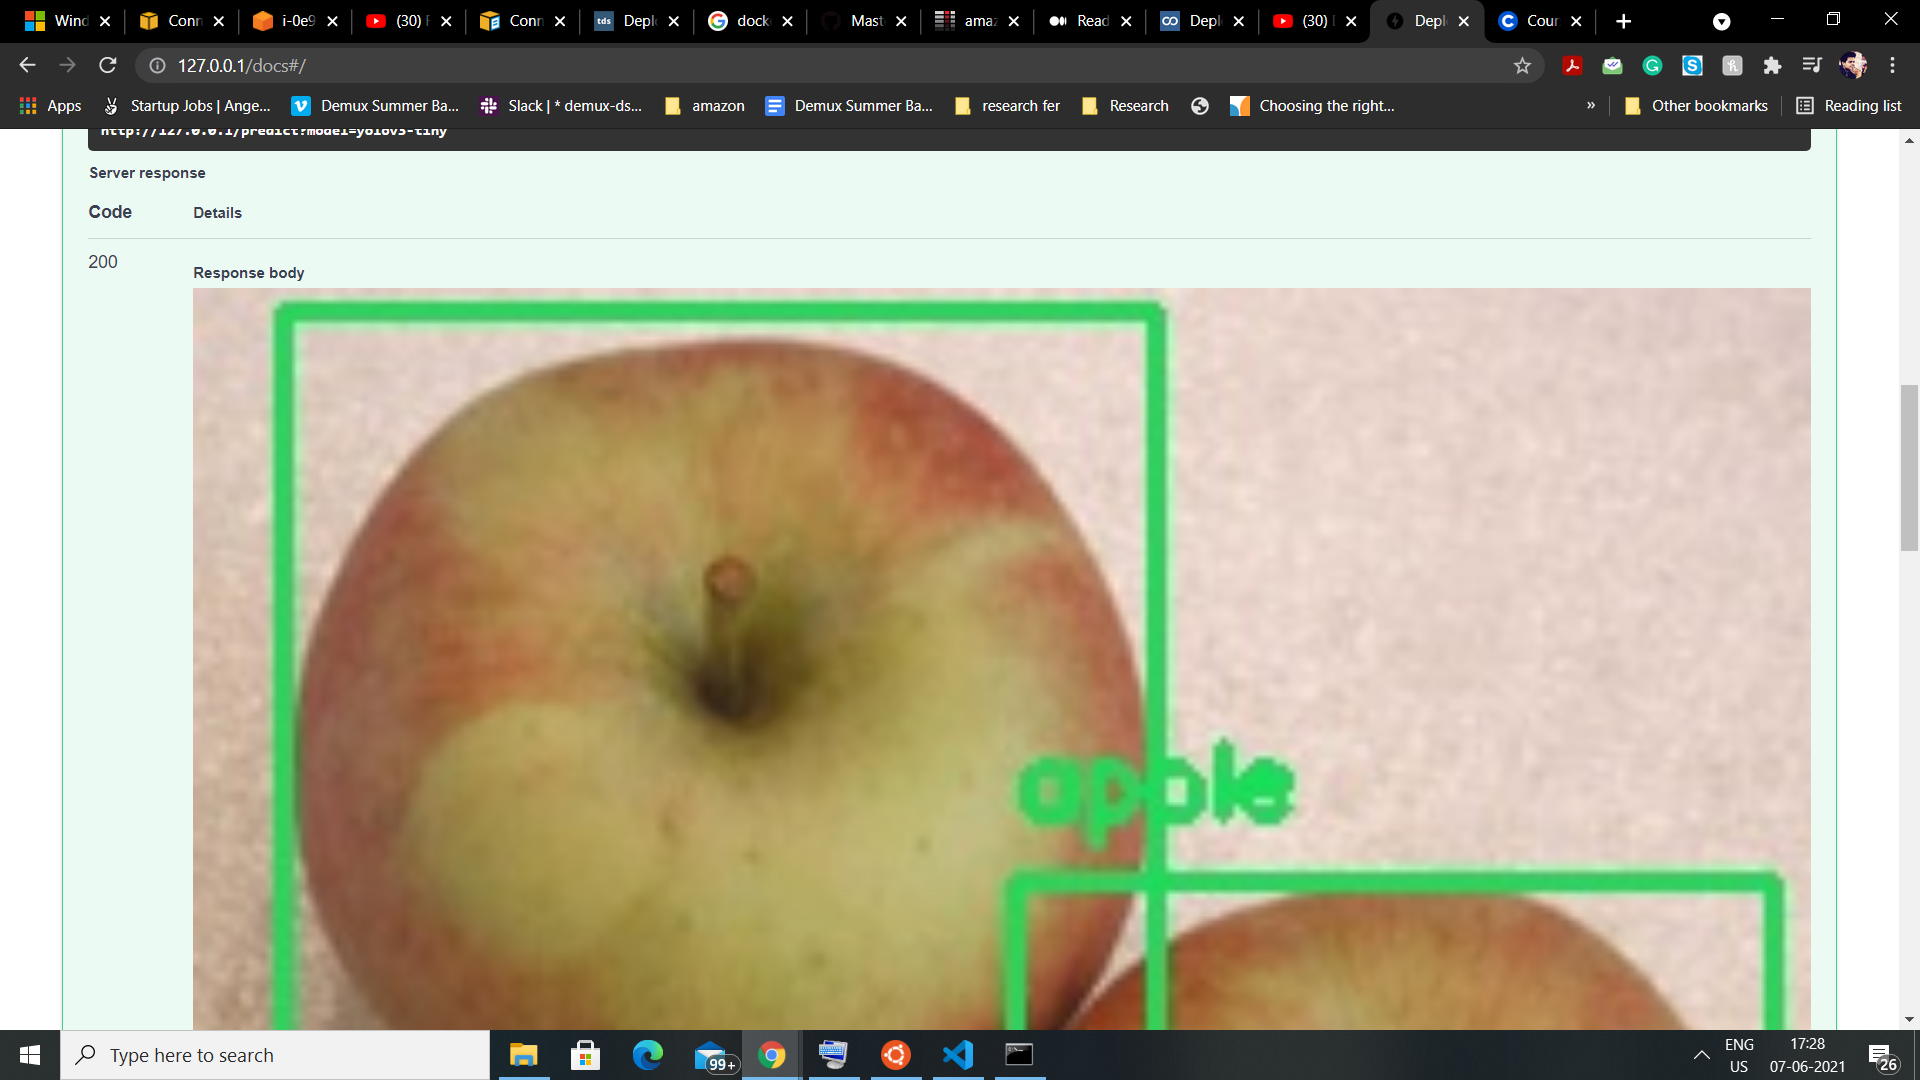 Wind
Conn
i-0e9
(30) F
Conn
Depl
tds
dock
Mast
amaz
Read
Depl
(30) D
Depl
Cour
127.0.0.1/docs#/
Apps
Startup Jobs | Ange...
Demux Summer Ba...
Slack | * demux-ds...
amazon
Demux Summer Ba...
research fer
Research
Choosing the right...
»
Other bookmarks
Reading list
http://127.0.0.1/predict?model=yolov3-tiny
Server response
Code Details
200
Response body
apple
Type here to search
99+
ENG
US
17:28
07-06-2021
26